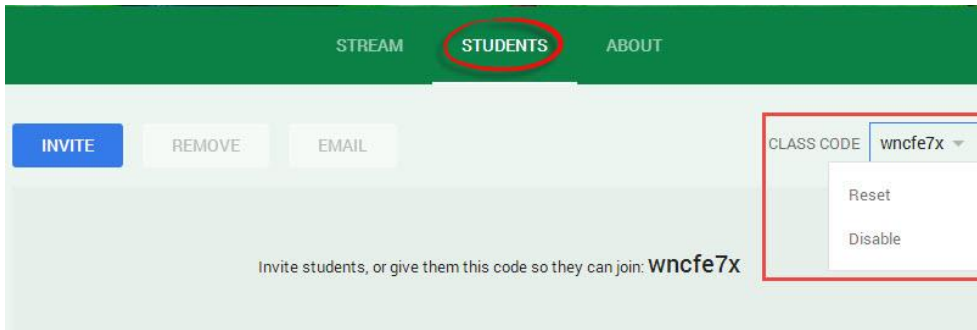 STREAM STUDENTS ABOUT
INVITE REMOVE EMAIL CLASS CODE wncfe7x
Reset
Disable
Invite students, or give them this code so they can join: wncfe7x